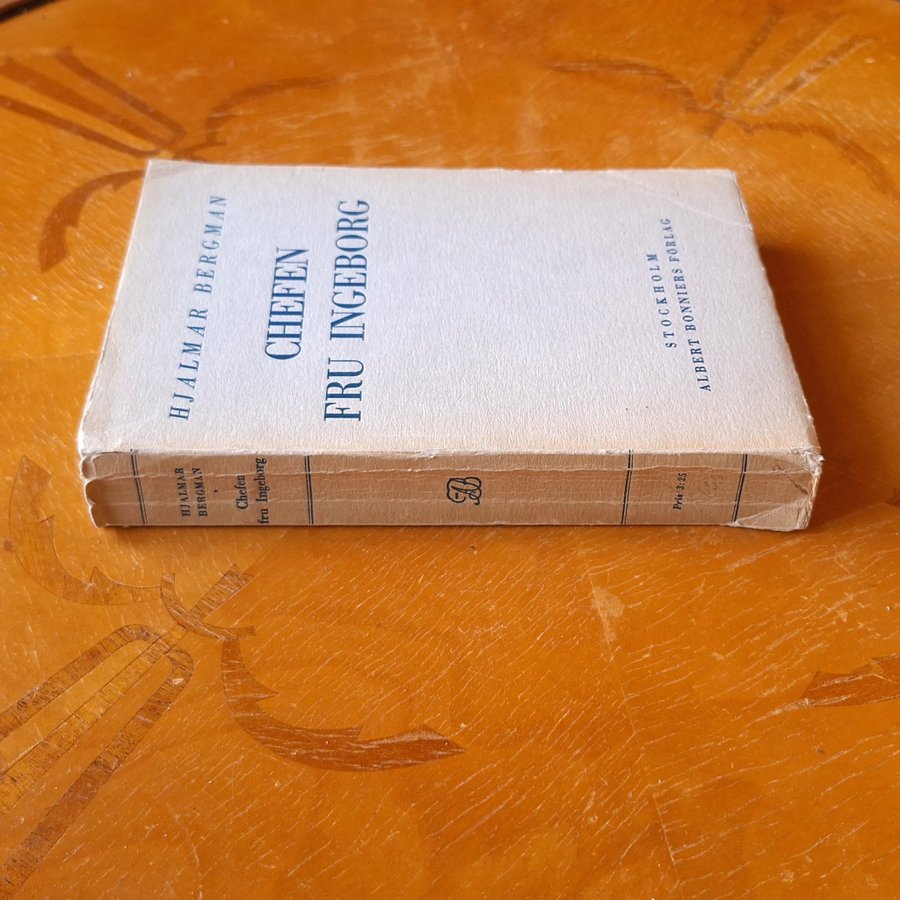 HJALMAR BERGMAN
CHEFEN
FRU INGEBORG
STOCKHOLM
ALBERT BONNIERS FÖRLAG
HJALMAR
BERGMAN
Chefen
fru Ingeborg
Pris 3:25